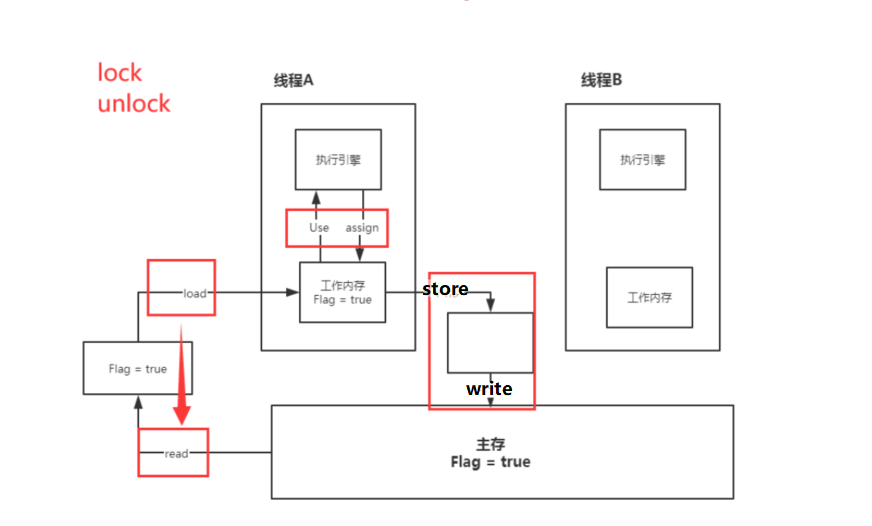 lock
unlock
线程A
线程B
执行引擎
执行引擎
Use
assign
load
工作内存
Flag = true
store
工作内存
Flag = true
write
read
主存
Flag = true